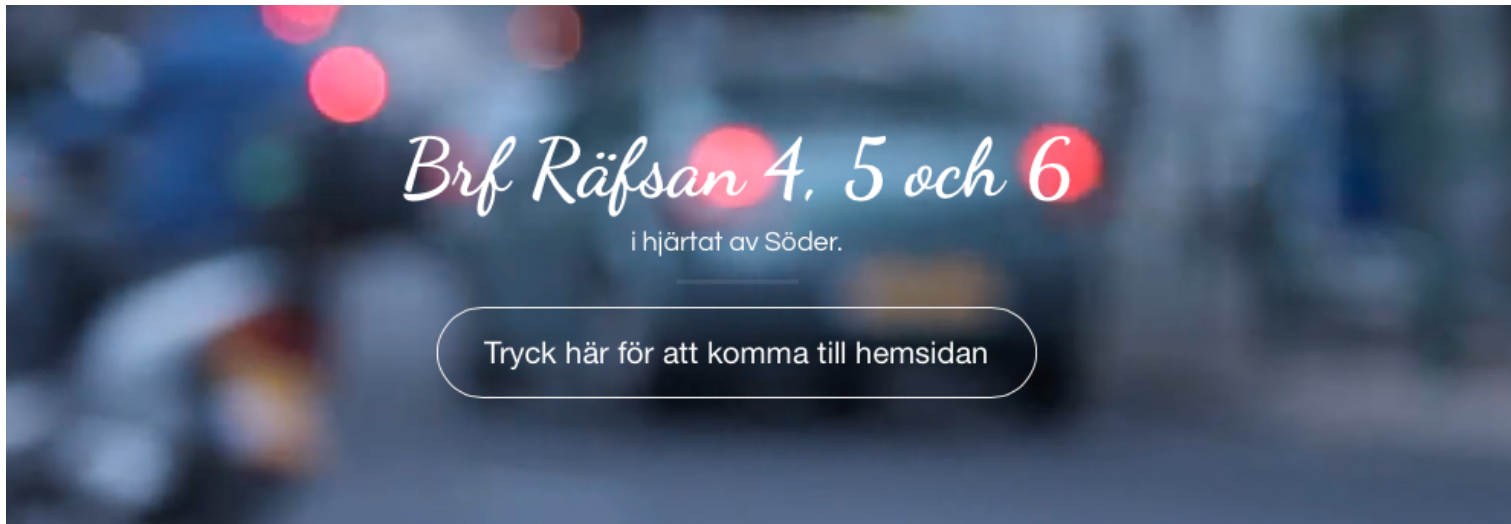 Brf Räfsan 4, 5 och 6
i hjärtat av Söder.
Tryck här för att komma till hemsidan